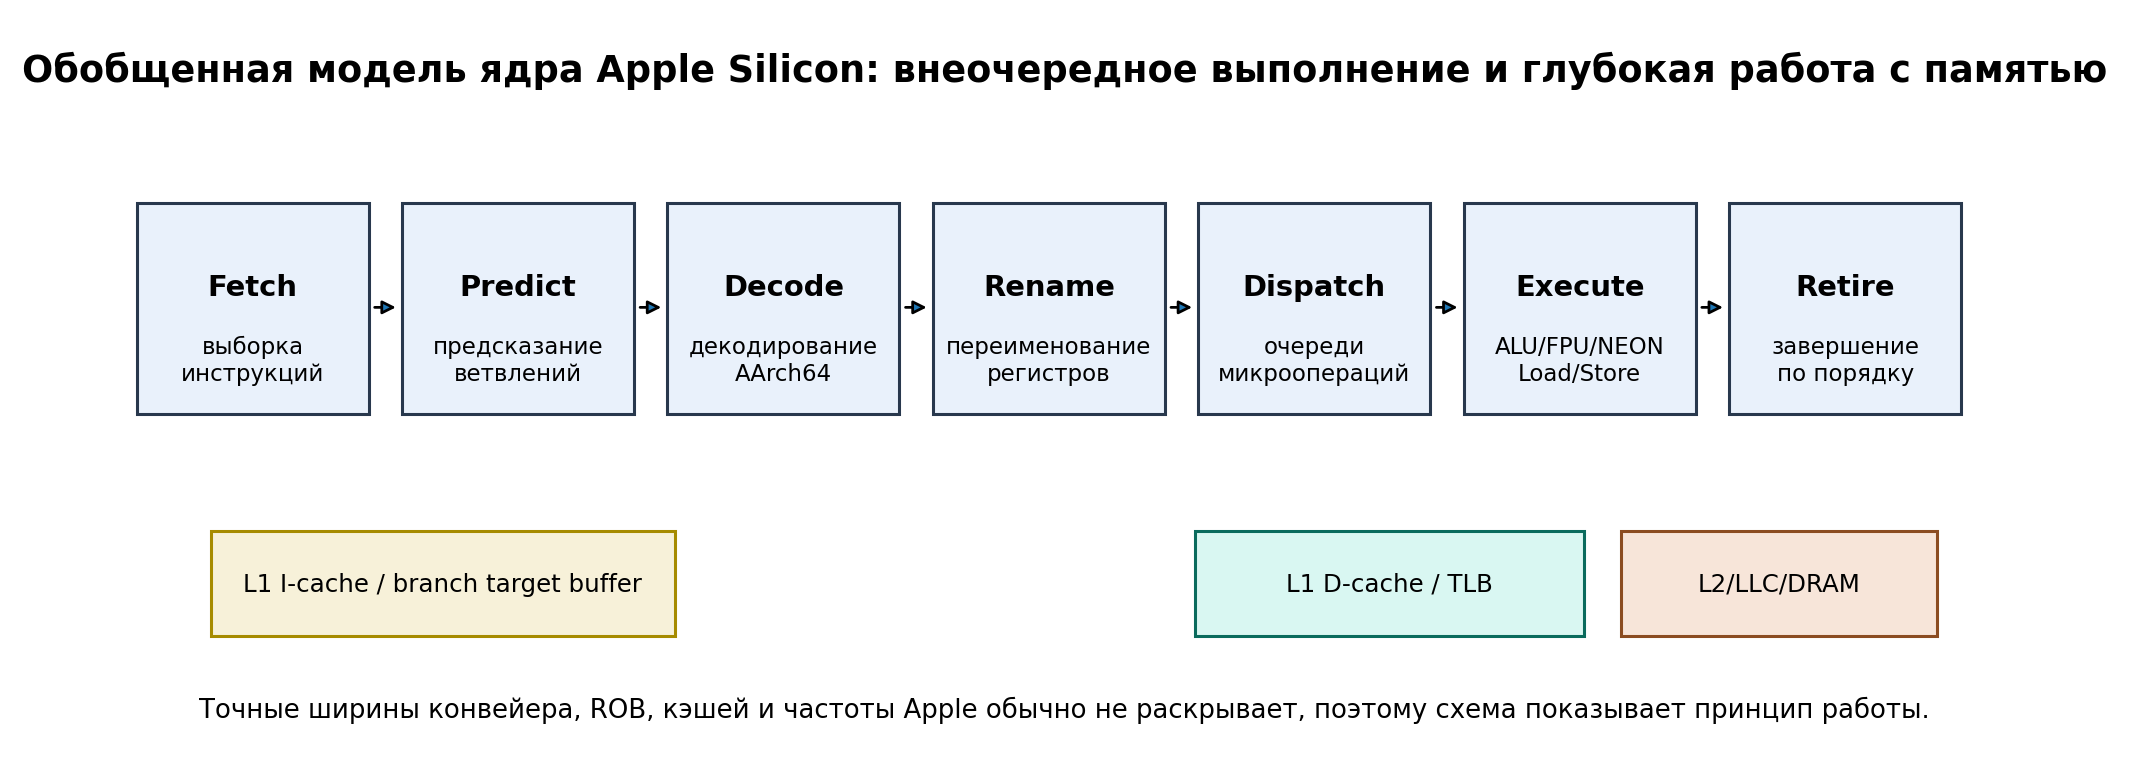 Обобщенная модель ядра Apple Silicon: внеочередное выполнение и глубокая работа с памятью
Fetch
выборка
инструкций
Predict
предсказание
ветвлений
Decode
декодирование
AArch64
Rename
переименование
регистров
Dispatch
очереди
микроопераций
Execute
ALU/FPU/NEON
Load/Store
Retire
завершение
по порядку
L1 I-cache / branch target buffer
L1 D-cache / TLB
L2/LLC/DRAM
Точные ширины конвейера, ROB, кэшей и частоты Apple обычно не раскрывает, поэтому схема показывает принцип работы.